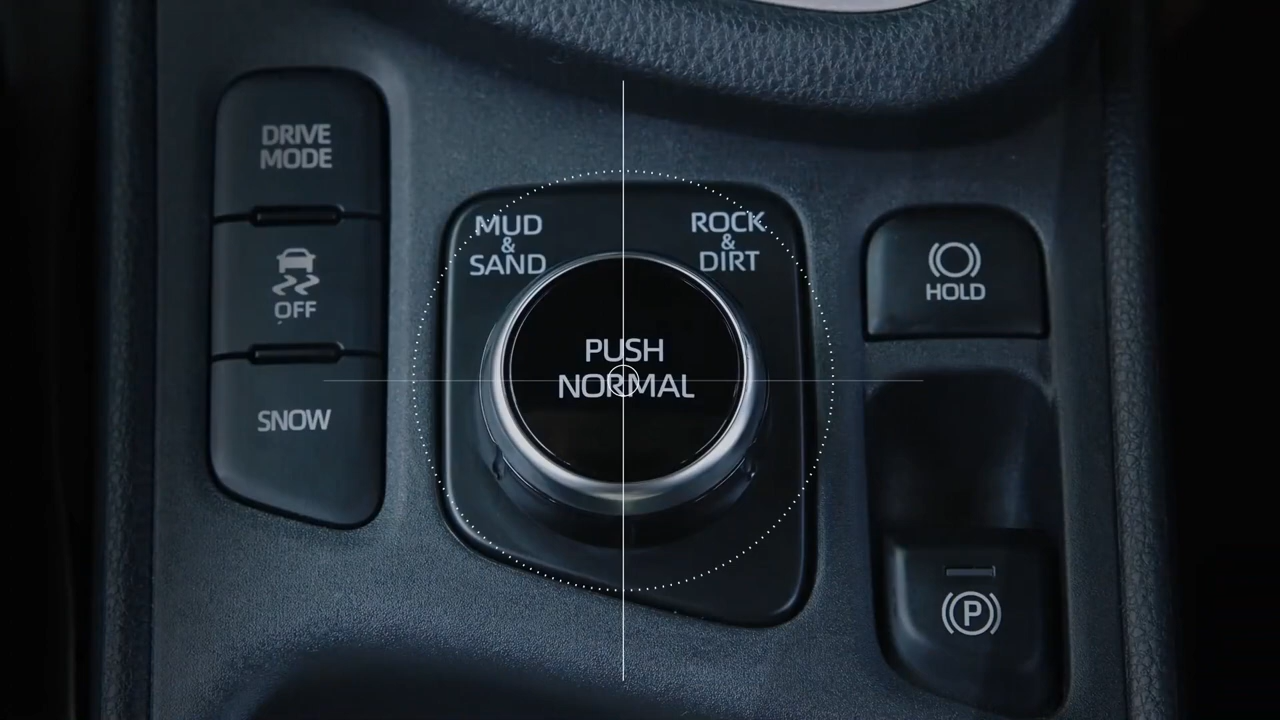 DRIVE
MODE
OFF
SNOW
MUD
&
SAND
ROCK
&
DIRT
PUSH
NORMAL
HOLD
P